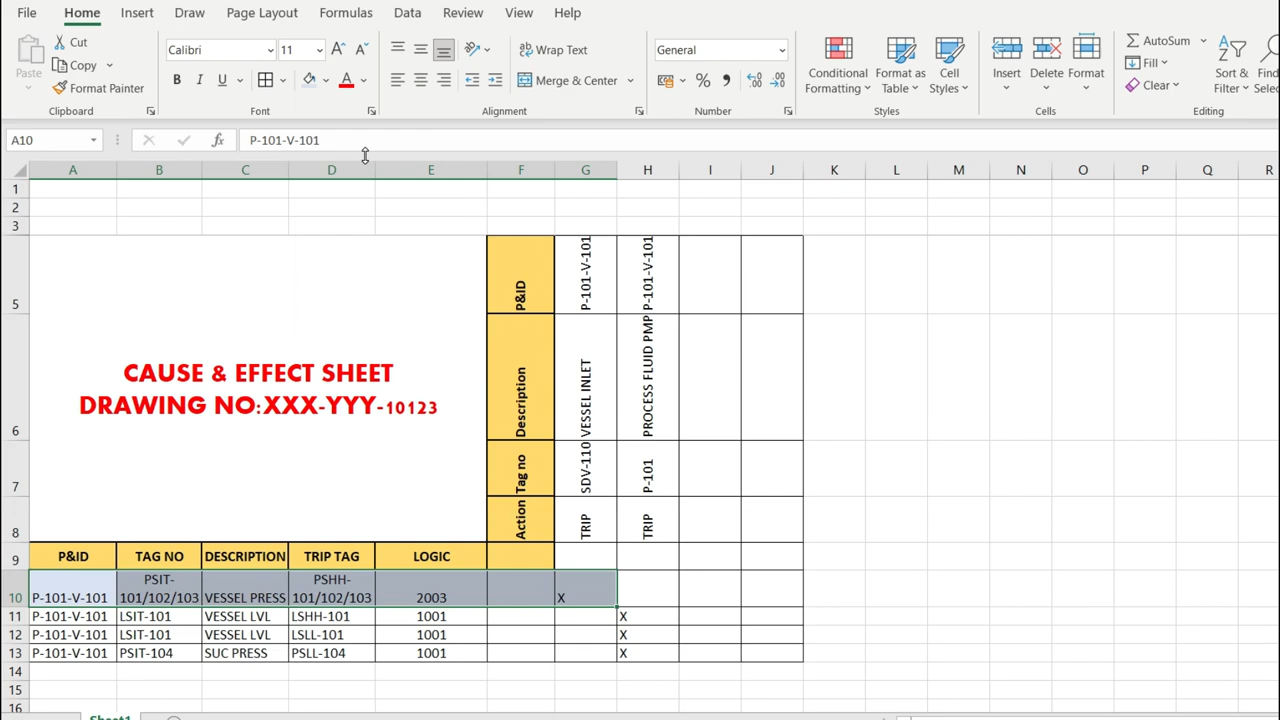 File Home Insert Draw Page Layout Formulas Data Review View Help
Paste
Cut
Copy
Format Painter
Clipboard
Calibri 11
B I U
Font
Wrap Text
Merge & Center
Alignment
General
Number
Conditional Formatting
Format as Table
Cell Styles
Styles
Insert Delete Format
Cells
AutoSum
Fill
Clear
Sort & Filter
Editing
A10 fx P-101-V-101
A B C D E F G H I J K L M N O P Q R
1
2
3
5 P&ID P-101-V-101 P-101-V-101
CAUSE & EFFECT SHEET
DRAWING NO:XXX-YYY-10123
6 Description VESSEL INLET PROCESS FLUID PMP
7 Tag no SDV-110 P-101
8 Action TRIP TRIP
9 P&ID TAG NO DESCRIPTION TRIP TAG LOGIC
10 P-101-V-101 PSIT-101/102/103 VESSEL PRESS PSHH-101/102/103 2003 X
11 P-101-V-101 LSIT-101 VESSEL LVL LSHH-101 1001 X
12 P-101-V-101 LSIT-101 VESSEL LVL LSLL-101 1001 X
13 P-101-V-101 PSIT-104 SUC PRESS PSLL-104 1001 X
14
15
16
Sheet1